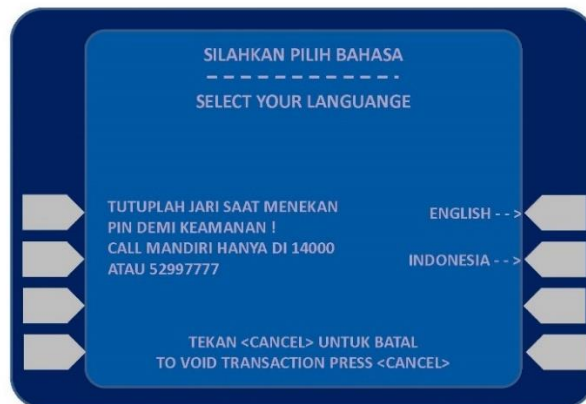 SILAHKAN PILIH BAHASA
- - - - - - - - - - - - -
SELECT YOUR LANGUANGE
TUTUPLAH JARI SAAT MENEKAN
PIN DEMI KEAMANAN !
CALL MANDIRI HANYA DI 14000
ATAU 52997777
ENGLISH - - >
INDONESIA - - >
TEKAN <CANCEL> UNTUK BATAL
TO VOID TRANSACTION PRESS <CANCEL>